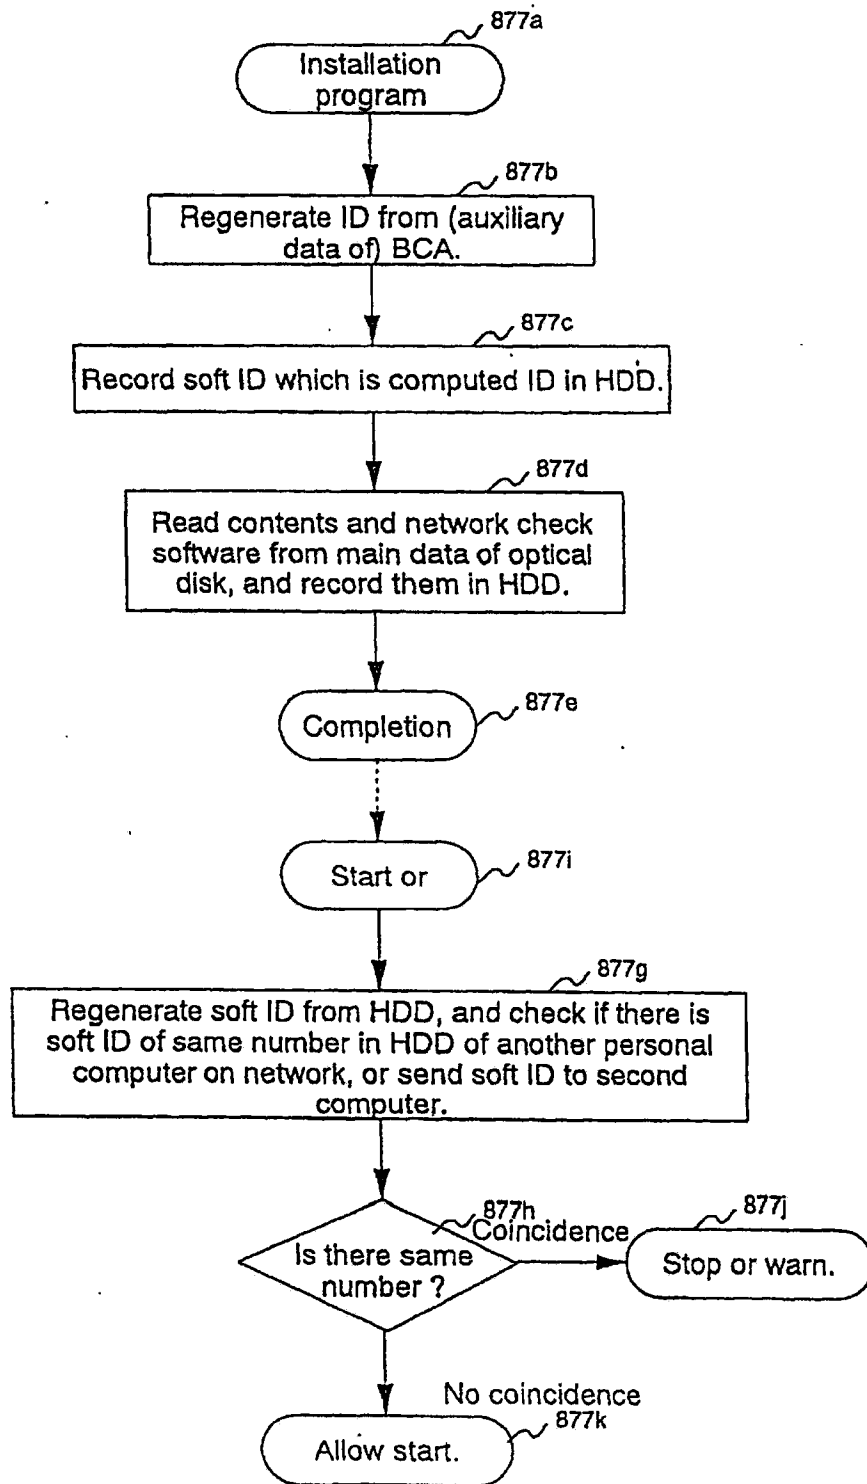 877a
Installation
program
877b
Regenerate ID from (auxiliary
data of) BCA.
877c
Record soft ID which is computed ID in HDD.
877d
Read contents and network check
software from main data of optical
disk, and record them in HDD.
877e
Completion
877i
Start or
877g
Regenerate soft ID from HDD, and check if there is
soft ID of same number in HDD of another personal
computer on network, or send soft ID to second
computer.
877h
Coincidence
877j
Is there same
number ?
Stop or warn.
No coincidence
877k
Allow start.